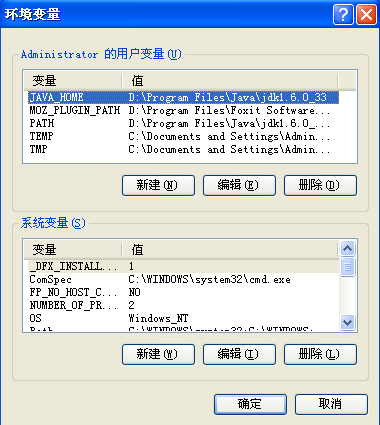 环境变量
Administrator 的用户变量(U)
变量 值
JAVA_HOME D:\Program Files\Java\jdk1.6.0_33
MOZ_PLUGIN_PATH D:\Program Files\Foxit Software...
PATH D:\Program Files\Java\jdk1.6.0_...
TEMP C:\Documents and Settings\Admin...
TMP C:\Documents and Settings\Admin...
新建(N) 编辑(E) 删除(D)
系统变量(S)
变量 值
_DFX_INSTALL... 1
ComSpec C:\WINDOWS\system32\cmd.exe
FP_NO_HOST_C... NO
NUMBER_OF_PR... 2
OS Windows_NT
Path C:\WINDOWS\system32;C:\WINDOWS;
新建(W) 编辑(I) 删除(L)
确定 取消